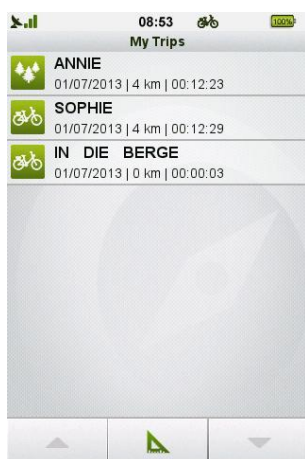 08:53 100%
My Trips
ANNIE
01/07/2013 | 4 km | 00:12:23
SOPHIE
01/07/2013 | 4 km | 00:12:29
IN DIE BERGE
01/07/2013 | 0 km | 00:00:03